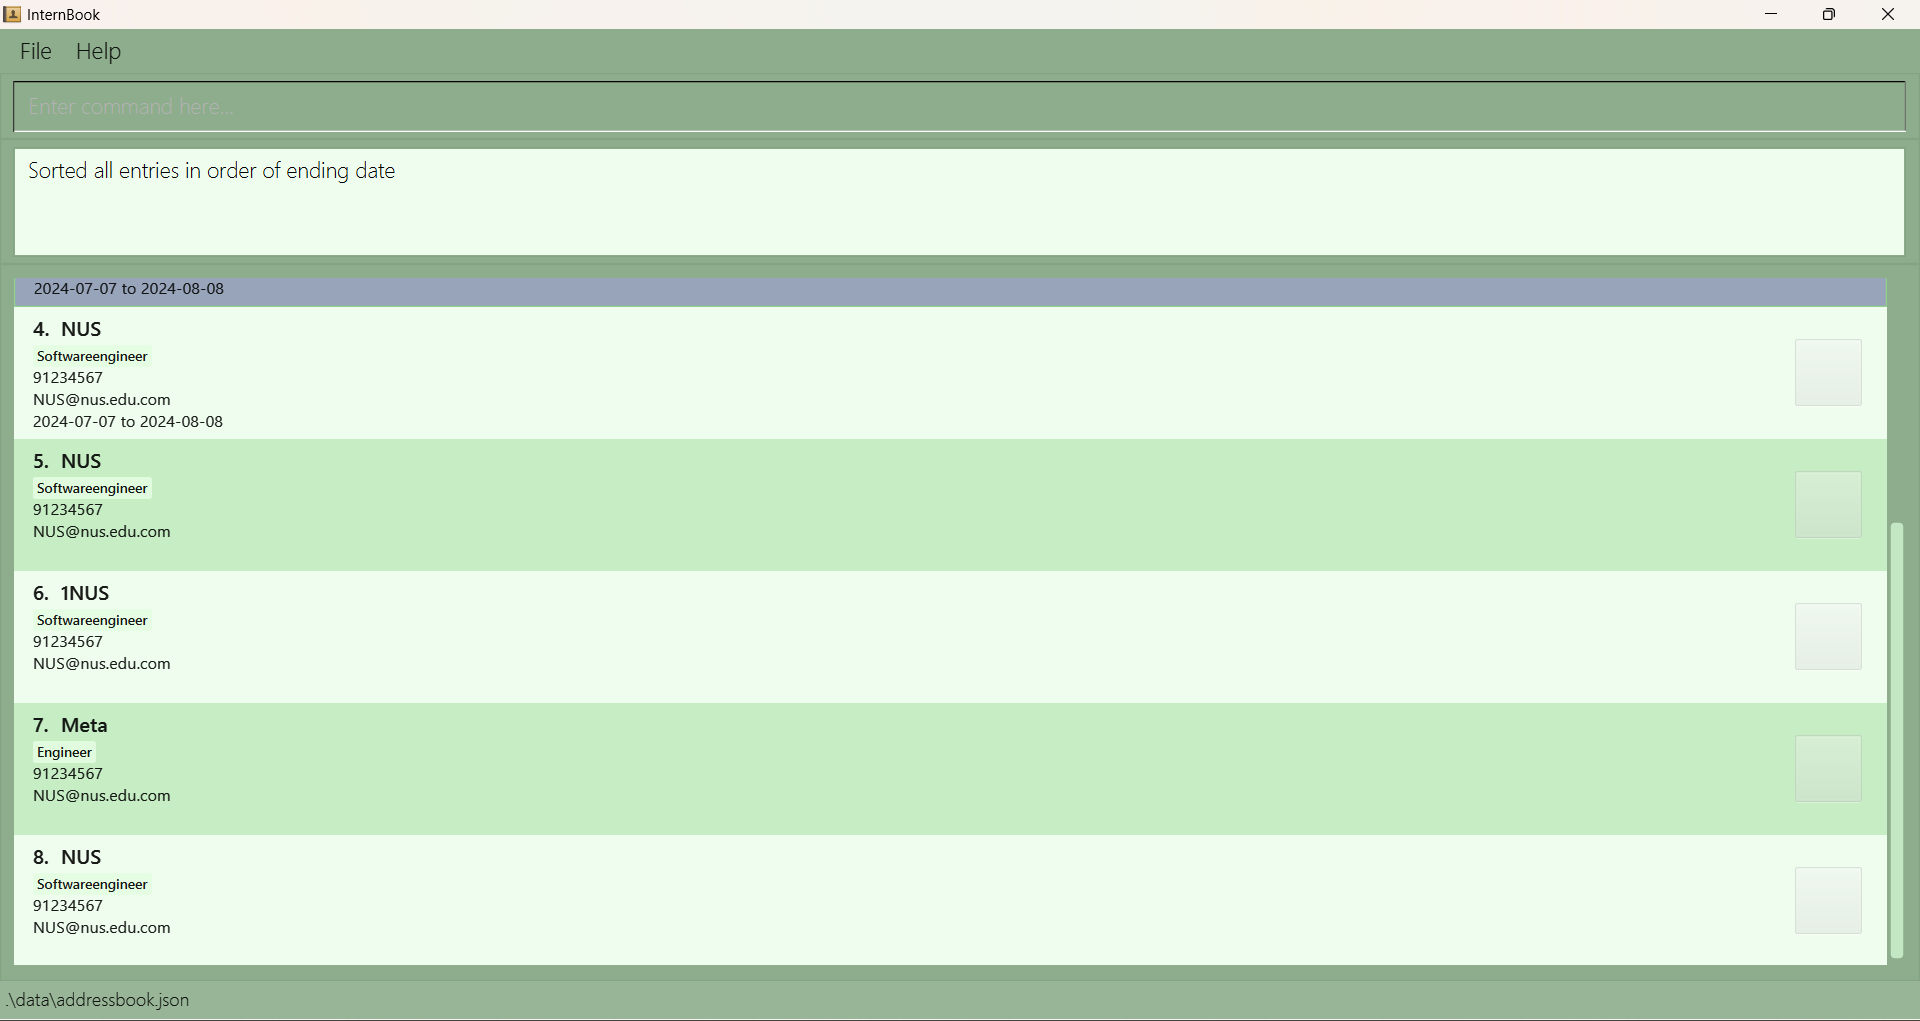 InternBook
File Help
Enter command here...
Sorted all entries in order of ending date
2024-07-07 to 2024-08-08
4. NUS
Softwareengineer
91234567
NUS@nus.edu.com
2024-07-07 to 2024-08-08
5. NUS
Softwareengineer
91234567
NUS@nus.edu.com
6. 1NUS
Softwareengineer
91234567
NUS@nus.edu.com
7. Meta
Engineer
91234567
NUS@nus.edu.com
8. NUS
Softwareengineer
91234567
NUS@nus.edu.com
.\data\addressbook.json